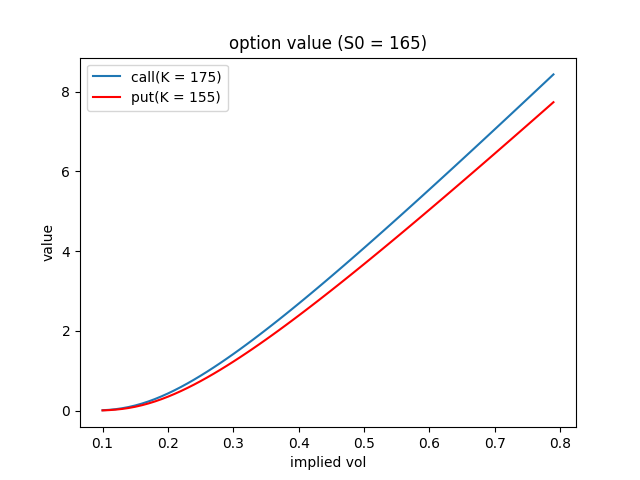 option value (S0 = 165)
call(K = 175)
put(K = 155)
value
8
6
4
2
0
0.1 0.2 0.3 0.4 0.5 0.6 0.7 0.8
implied vol